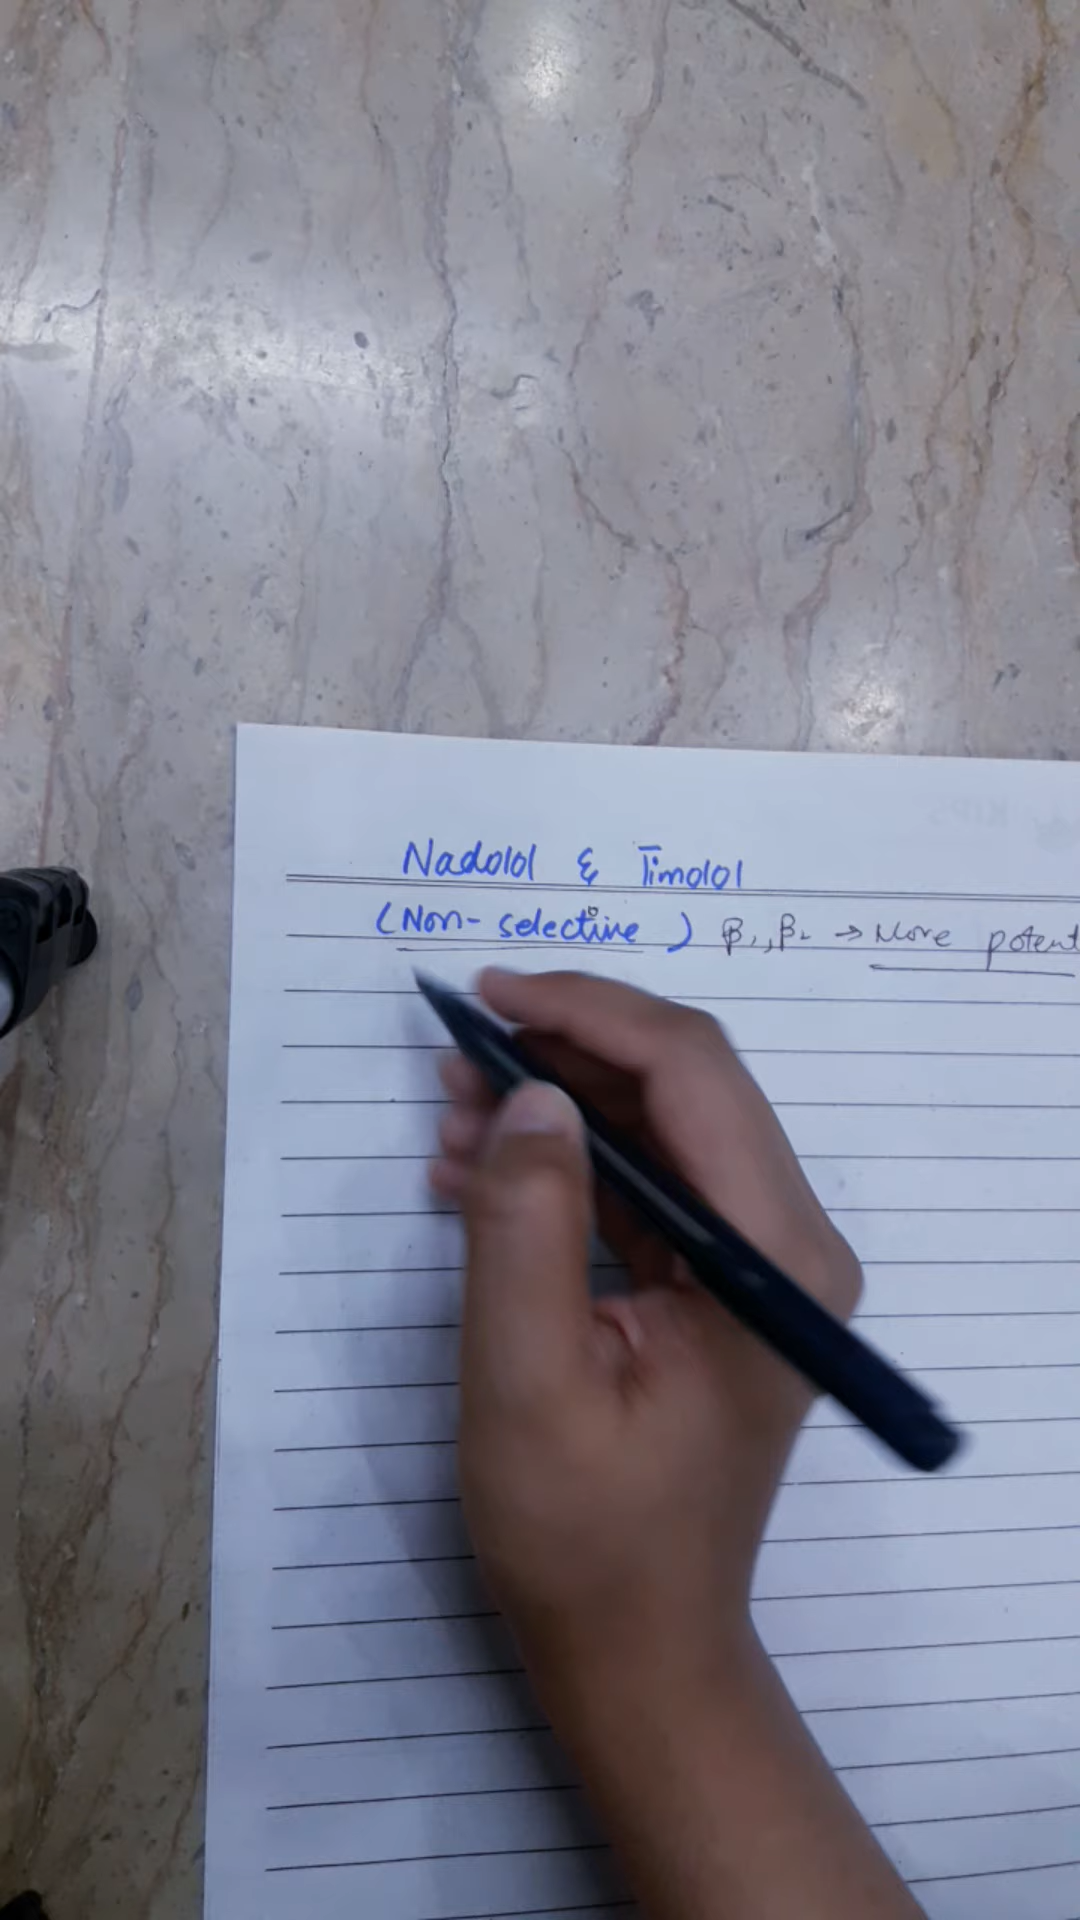 Nadolol & Timolol
(Non-selective) β₁,β₂ → More potent